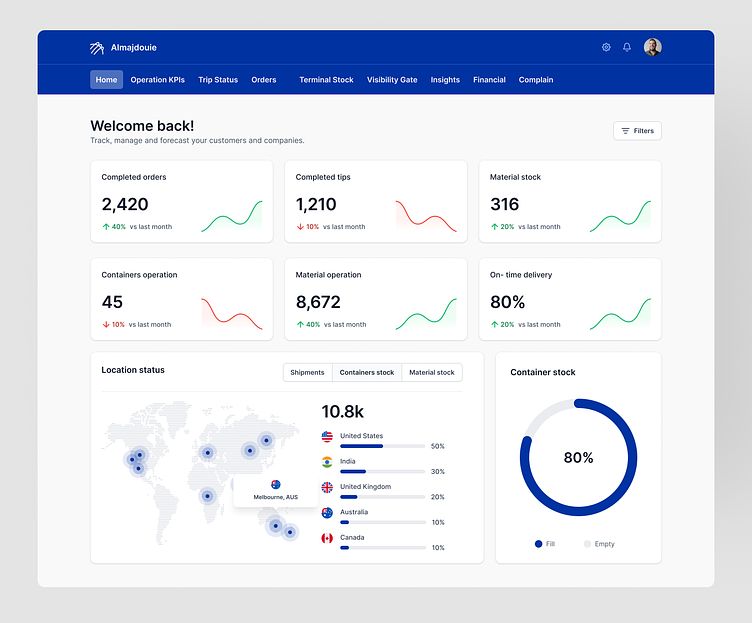 Almajdouie
Home Operation KPIs Trip Status Orders Terminal Stock Visibility Gate Insights Financial Complain
Welcome back!
Track, manage and forecast your customers and companies.
Filters
Completed orders
2,420
40% vs last month
Completed tips
1,210
10% vs last month
Material stock
316
20% vs last month
Containers operation
45
10% vs last month
Material operation
8,672
40% vs last month
On- time delivery
80%
20% vs last month
Location status
Shipments Containers stock Material stock
Melbourne, AUS
10.8k
United States
50%
India
30%
United Kingdom
20%
Australia
10%
Canada
10%
Container stock
80%
Fill Empty